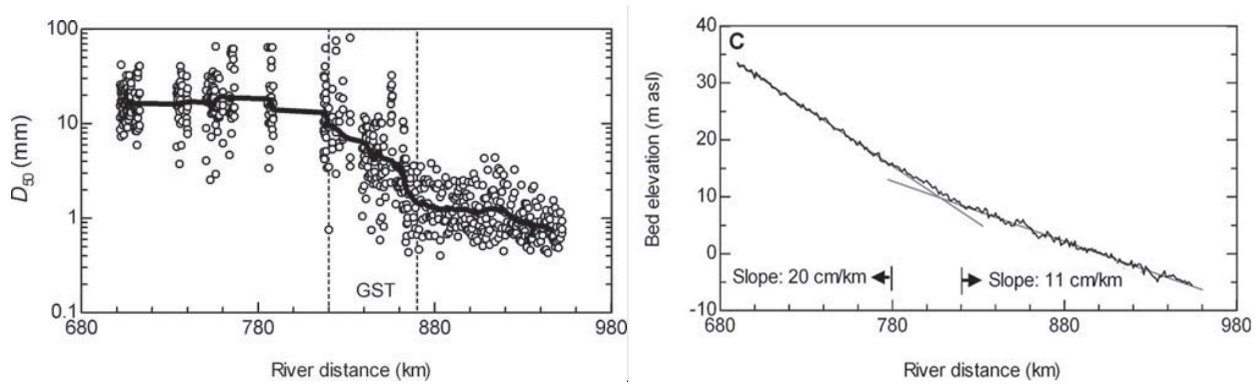 100
10
1
0.1
D50 (mm)
GST
680
780
880
980
River distance (km)
C
40
30
20
10
0
-10
Bed elevation (m asl)
Slope: 20 cm/km
Slope: 11 cm/km
680
780
880
980
River distance (km)